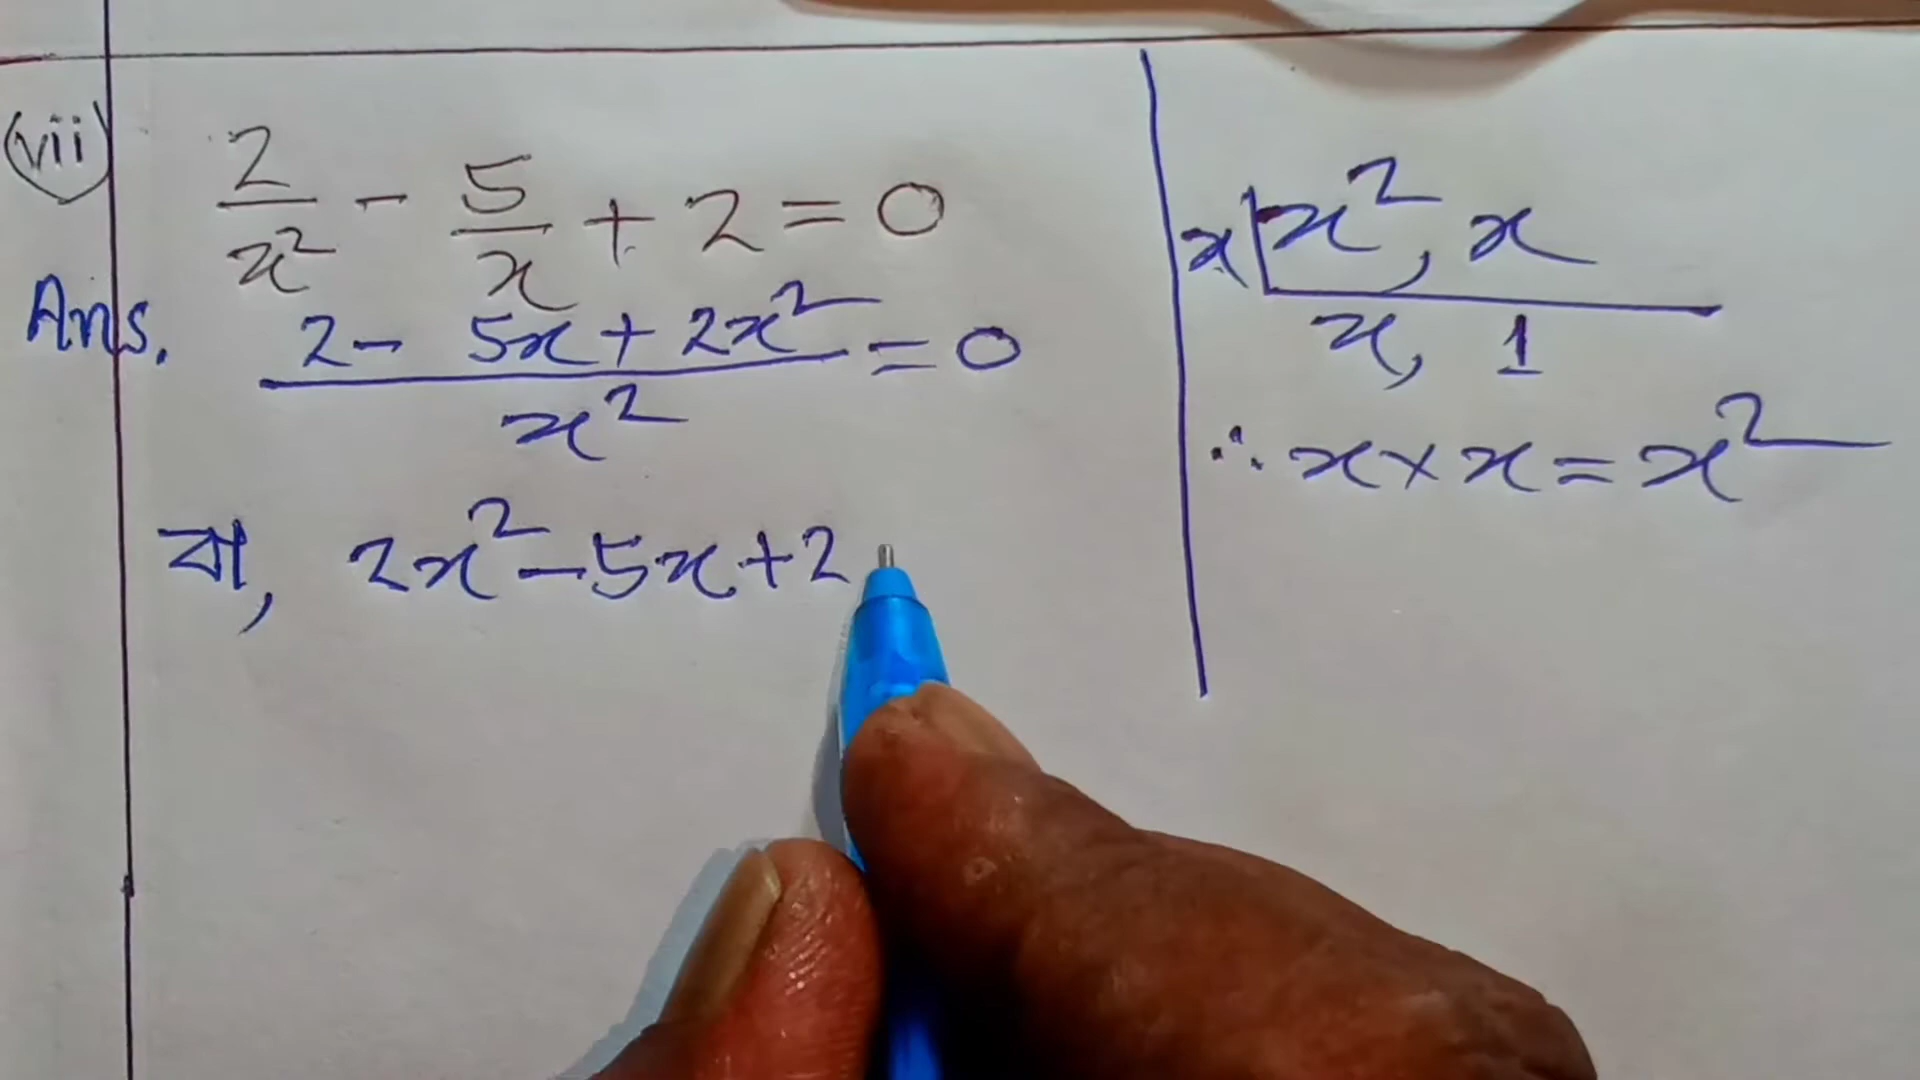 (vii) 2/x² - 5/x + 2 = 0
Ans. (2 - 5x + 2x²)/x² = 0
বা, 2x² - 5x + 2
x | x², x
x, 1
∴ x × x = x²